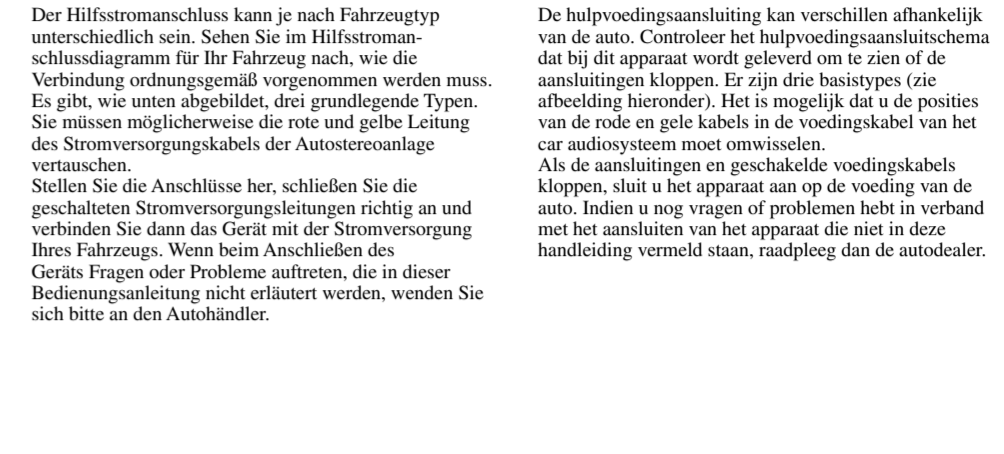 Der Hilfsstromanschluss kann je nach Fahrzeugtyp
unterschiedlich sein. Sehen Sie im Hilfsstroman-
schlussdiagramm für Ihr Fahrzeug nach, wie die
Verbindung ordnungsgemäß vorgenommen werden muss.
Es gibt, wie unten abgebildet, drei grundlegende Typen.
Sie müssen möglicherweise die rote und gelbe Leitung
des Stromversorgungskabels der Autostereoanlage
vertauschen.
Stellen Sie die Anschlüsse her, schließen Sie die
geschalteten Stromversorgungsleitungen richtig an und
verbinden Sie dann das Gerät mit der Stromversorgung
Ihres Fahrzeugs. Wenn beim Anschließen des
Geräts Fragen oder Probleme auftreten, die in dieser
Bedienungsanleitung nicht erläutert werden, wenden Sie
sich bitte an den Autohändler.
De hulpvoedingsaansluiting kan verschillen afhankelijk
van de auto. Controleer het hulpvoedingsaansluitschema
dat bij dit apparaat wordt geleverd om te zien of de
aansluitingen kloppen. Er zijn drie basistypes (zie
afbeelding hieronder). Het is mogelijk dat u de posities
van de rode en gele kabels in de voedingskabel van het
car audiosysteem moet omwisselen.
Als de aansluitingen en geschakelde voedingskabels
kloppen, sluit u het apparaat aan op de voeding van de
auto. Indien u nog vragen of problemen hebt in verband
met het aansluiten van het apparaat die niet in deze
handleiding vermeld staan, raadpleeg dan de autodealer.